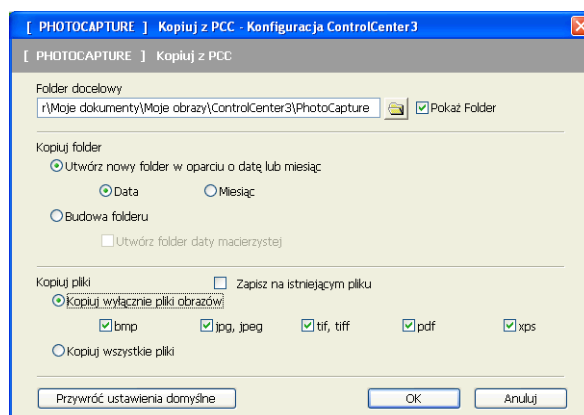 [ PHOTOCAPTURE ] Kopiuj z PCC - Konfiguracja ControlCenter3
[ PHOTOCAPTURE ] Kopiuj z PCC
Folder docelowy
r\Moje dokumenty\Moje obrazy\ControlCenter3\PhotoCapture Pokaż Folder
Kopiuj folder
Utwórz nowy folder w oparciu o datę lub miesiąc
Data Miesiąc
Budowa folderu
Utwórz folder daty macierzystej
Kopiuj pliki Zapisz na istniejącym pliku
Kopiuj wyłącznie pliki obrazów
bmp jpg, jpeg tif, tiff pdf xps
Kopiuj wszystkie pliki
Przywróć ustawienia domyślne OK Anuluj